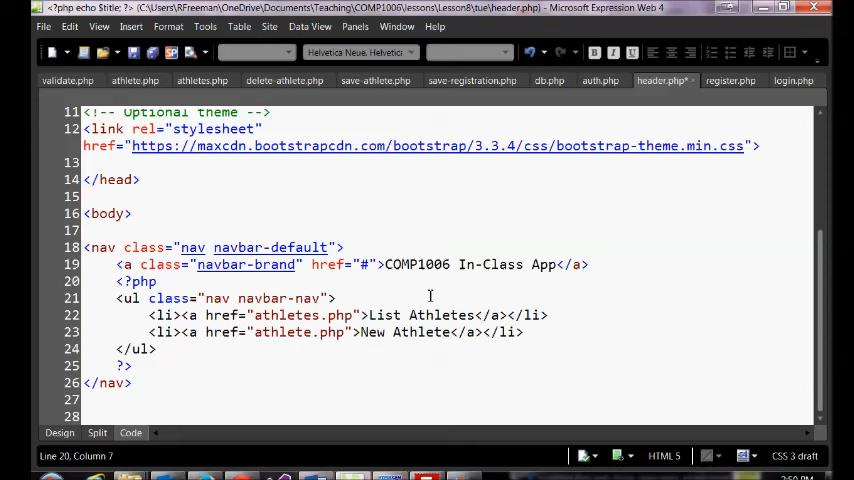 <?php echo $title; ?> (C:\Users\RFreeman\OneDrive\Documents\Teaching\COMP1006\lessons\Lesson8\tue\header.php) - Microsoft Expression Web 4
File Edit View Insert Format Tools Table Site Data Panels Window Help
Helvetica Neue, Helvetica
B I U
validate.php athlete.php athletes.php delete-athlete.php save-athlete.php save-registration.php db.php auth.php header.php* register.php login.php
11 <!-- Optional theme -->
12 <link rel="stylesheet"
href="https://maxcdn.bootstrapcdn.com/bootstrap/3.3.4/css/bootstrap-theme.min.css">
13
14 </head>
15
16 <body>
17
18 <nav class="nav navbar-default">
19 <a class="navbar-brand" href="#">COMP1006 In-Class App</a>
20 <?php
21 <ul class="nav navbar-nav">
22 <li><a href="athletes.php">List Athletes</a></li>
23 <li><a href="athlete.php">New Athlete</a></li>
24 </ul>
25 ?>
26 </nav>
27
28
Design Split Code
Line 20, Column 7 HTML 5 CSS 3 draft